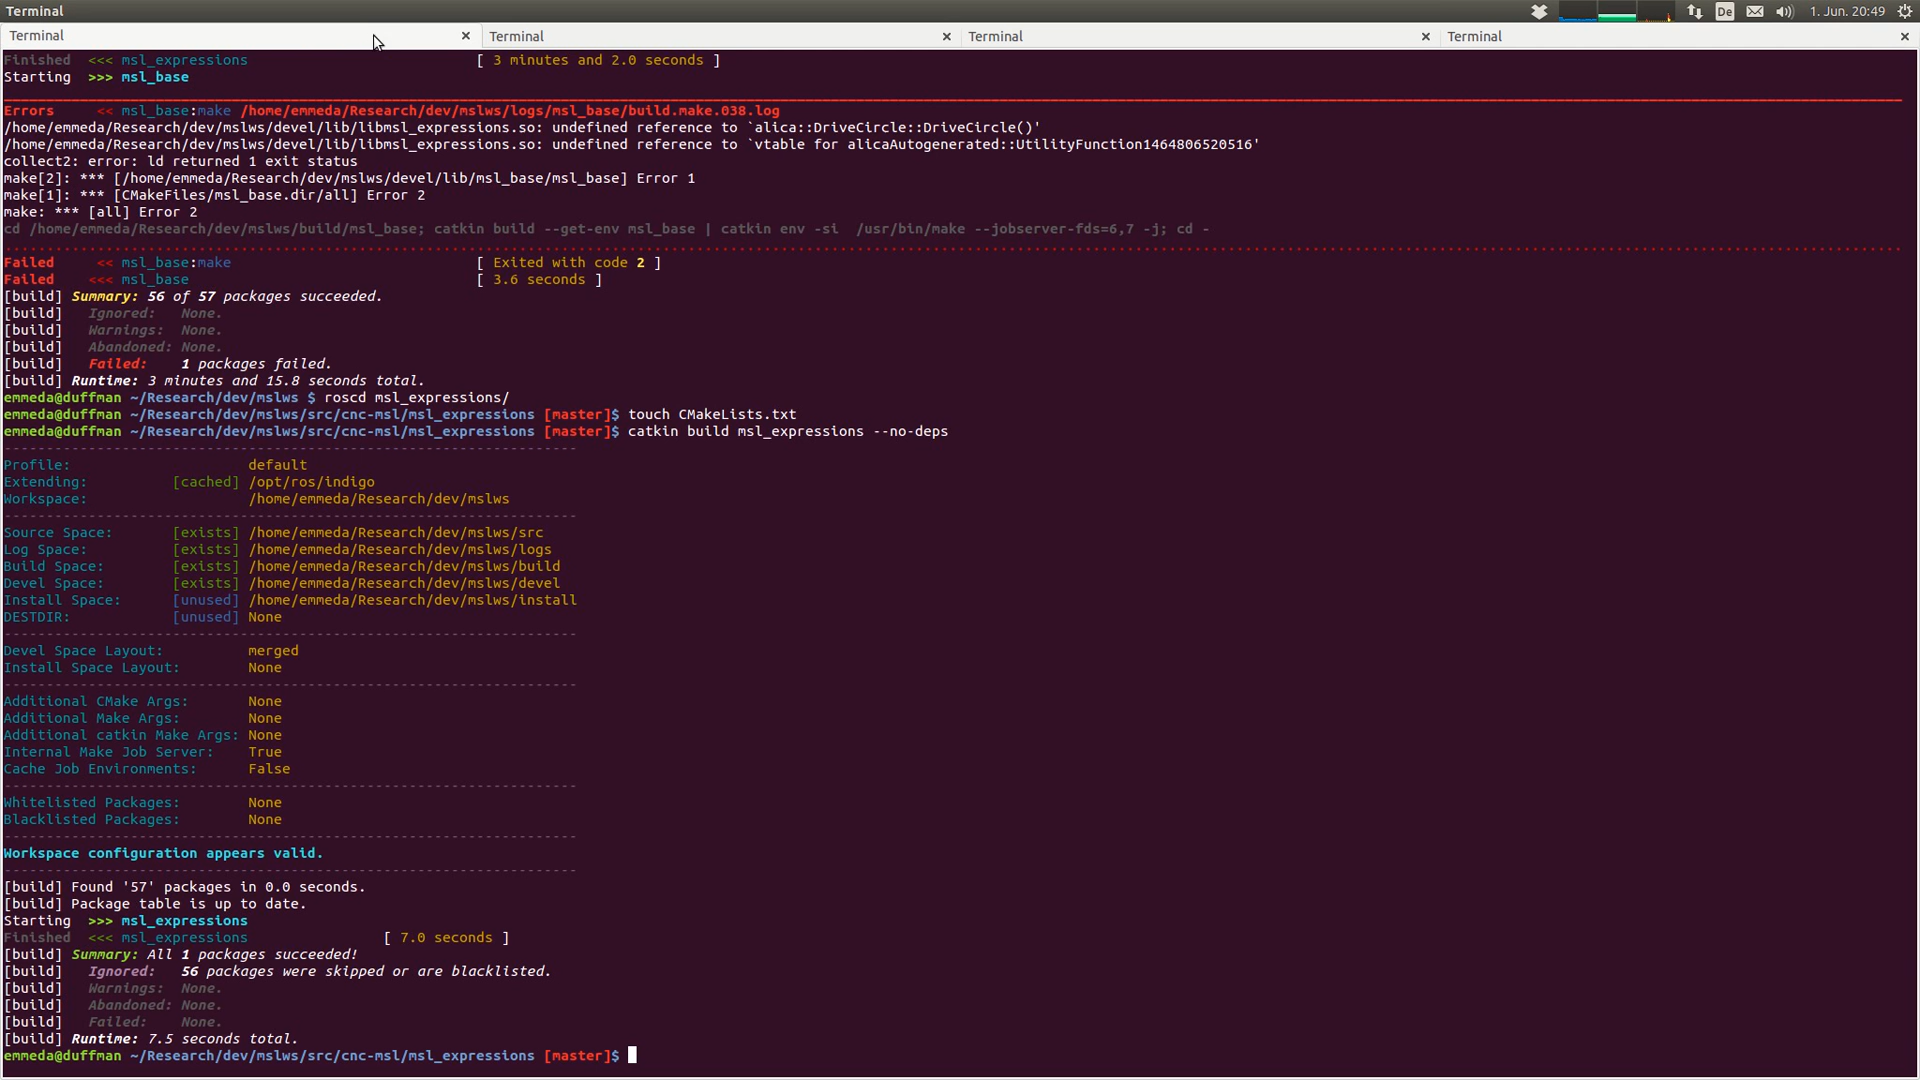 Terminal
De
1. Jun. 20:49
Terminal
Terminal
Terminal
Terminal
Finished  <<< msl_expressions                           [ 3 minutes and 2.0 seconds ]
Starting  >>> msl_base
Errors     << msl_base:make /home/emmeda/Research/dev/mslws/logs/msl_base/build.make.038.log
/home/emmeda/Research/dev/mslws/devel/lib/libmsl_expressions.so: undefined reference to `alica::DriveCircle::DriveCircle()'
/home/emmeda/Research/dev/mslws/devel/lib/libmsl_expressions.so: undefined reference to `vtable for alicaAutogenerated::UtilityFunction1464806520516'
collect2: error: ld returned 1 exit status
make[2]: *** [/home/emmeda/Research/dev/mslws/devel/lib/msl_base/msl_base] Error 1
make[1]: *** [CMakeFiles/msl_base.dir/all] Error 2
make: *** [all] Error 2
cd /home/emmeda/Research/dev/mslws/build/msl_base; catkin build --get-env msl_base | catkin env -si  /usr/bin/make --jobserver-fds=6,7 -j; cd -
Failed     << msl_base:make                             [ Exited with code 2 ]
Failed    <<< msl_base                                  [ 3.6 seconds ]
[build] Summary: 56 of 57 packages succeeded.
[build]   Ignored:   None.
[build]   Warnings:  None.
[build]   Abandoned: None.
[build]   Failed:    1 packages failed.
[build] Runtime: 3 minutes and 15.8 seconds total.
emmeda@duffman ~/Research/dev/mslws $ roscd msl_expressions/
emmeda@duffman ~/Research/dev/mslws/src/cnc-msl/msl_expressions [master]$ touch CMakeLists.txt
emmeda@duffman ~/Research/dev/mslws/src/cnc-msl/msl_expressions [master]$ catkin build msl_expressions --no-deps
--------------------------------------------------------------------
Profile:                     default
Extending:          [cached] /opt/ros/indigo
Workspace:                   /home/emmeda/Research/dev/mslws
--------------------------------------------------------------------
Source Space:       [exists] /home/emmeda/Research/dev/mslws/src
Log Space:          [exists] /home/emmeda/Research/dev/mslws/logs
Build Space:        [exists] /home/emmeda/Research/dev/mslws/build
Devel Space:        [exists] /home/emmeda/Research/dev/mslws/devel
Install Space:      [unused] /home/emmeda/Research/dev/mslws/install
DESTDIR:            [unused] None
--------------------------------------------------------------------
Devel Space Layout:          merged
Install Space Layout:        None
--------------------------------------------------------------------
Additional CMake Args:       None
Additional Make Args:        None
Additional catkin Make Args: None
Internal Make Job Server:    True
Cache Job Environments:      False
--------------------------------------------------------------------
Whitelisted Packages:        None
Blacklisted Packages:        None
--------------------------------------------------------------------
Workspace configuration appears valid.
--------------------------------------------------------------------
[build] Found '57' packages in 0.0 seconds.
[build] Package table is up to date.
Starting  >>> msl_expressions
Finished  <<< msl_expressions                [ 7.0 seconds ]
[build] Summary: All 1 packages succeeded!
[build]   Ignored:   56 packages were skipped or are blacklisted.
[build]   Warnings:  None.
[build]   Abandoned: None.
[build]   Failed:    None.
[build] Runtime: 7.5 seconds total.
emmeda@duffman ~/Research/dev/mslws/src/cnc-msl/msl_expressions [master]$